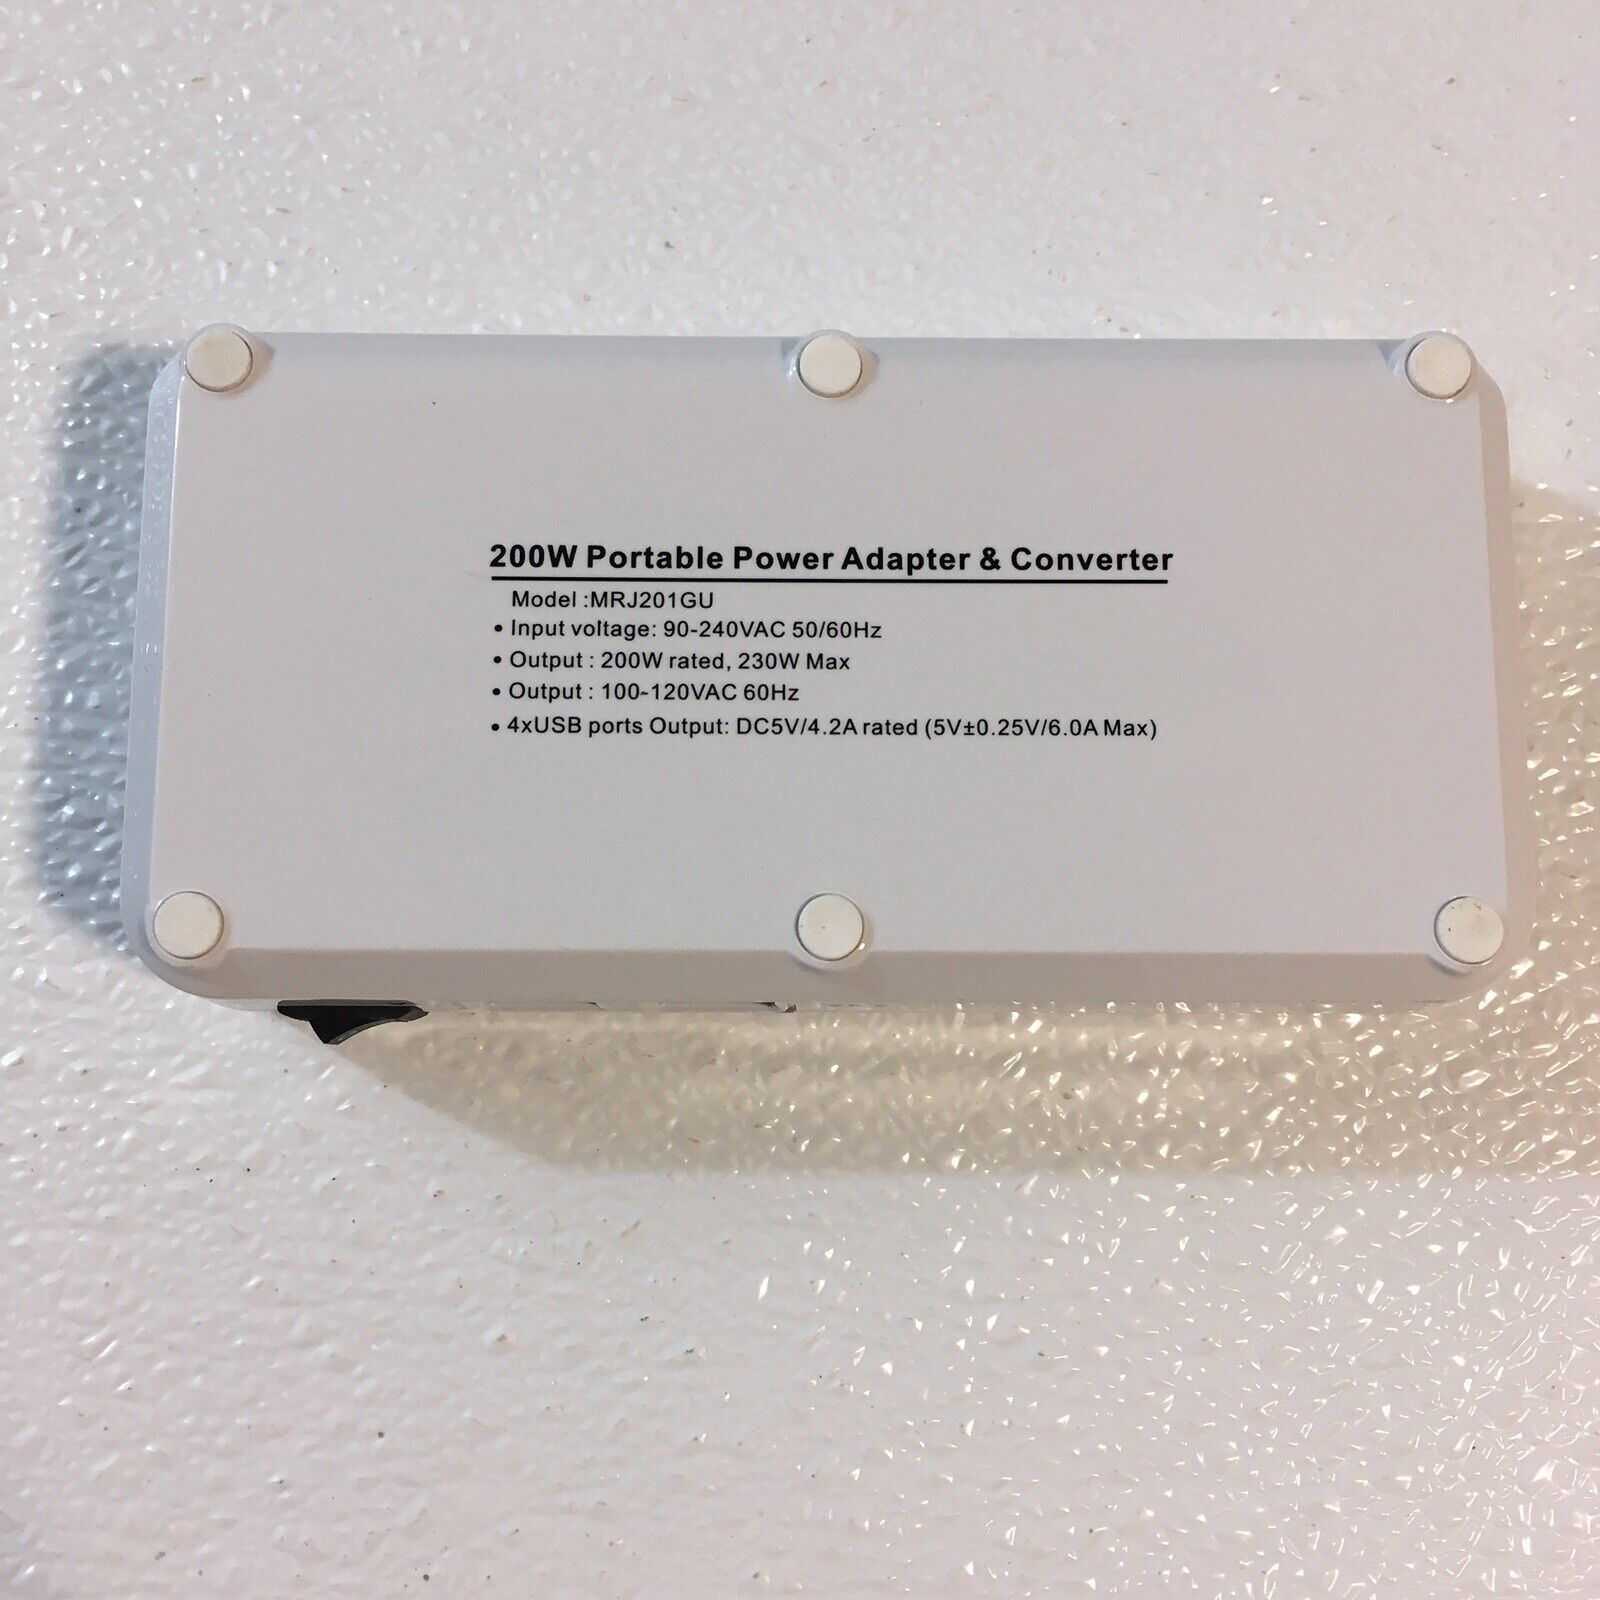 200W Portable Power Adapter & Converter
Model :MRJ201GU
• Input voltage: 90-240VAC 50/60Hz
• Output : 200W rated, 230W Max
• Output : 100-120VAC 60Hz
• 4xUSB ports Output: DC5V/4.2A rated (5V±0.25V/6.0A Max)